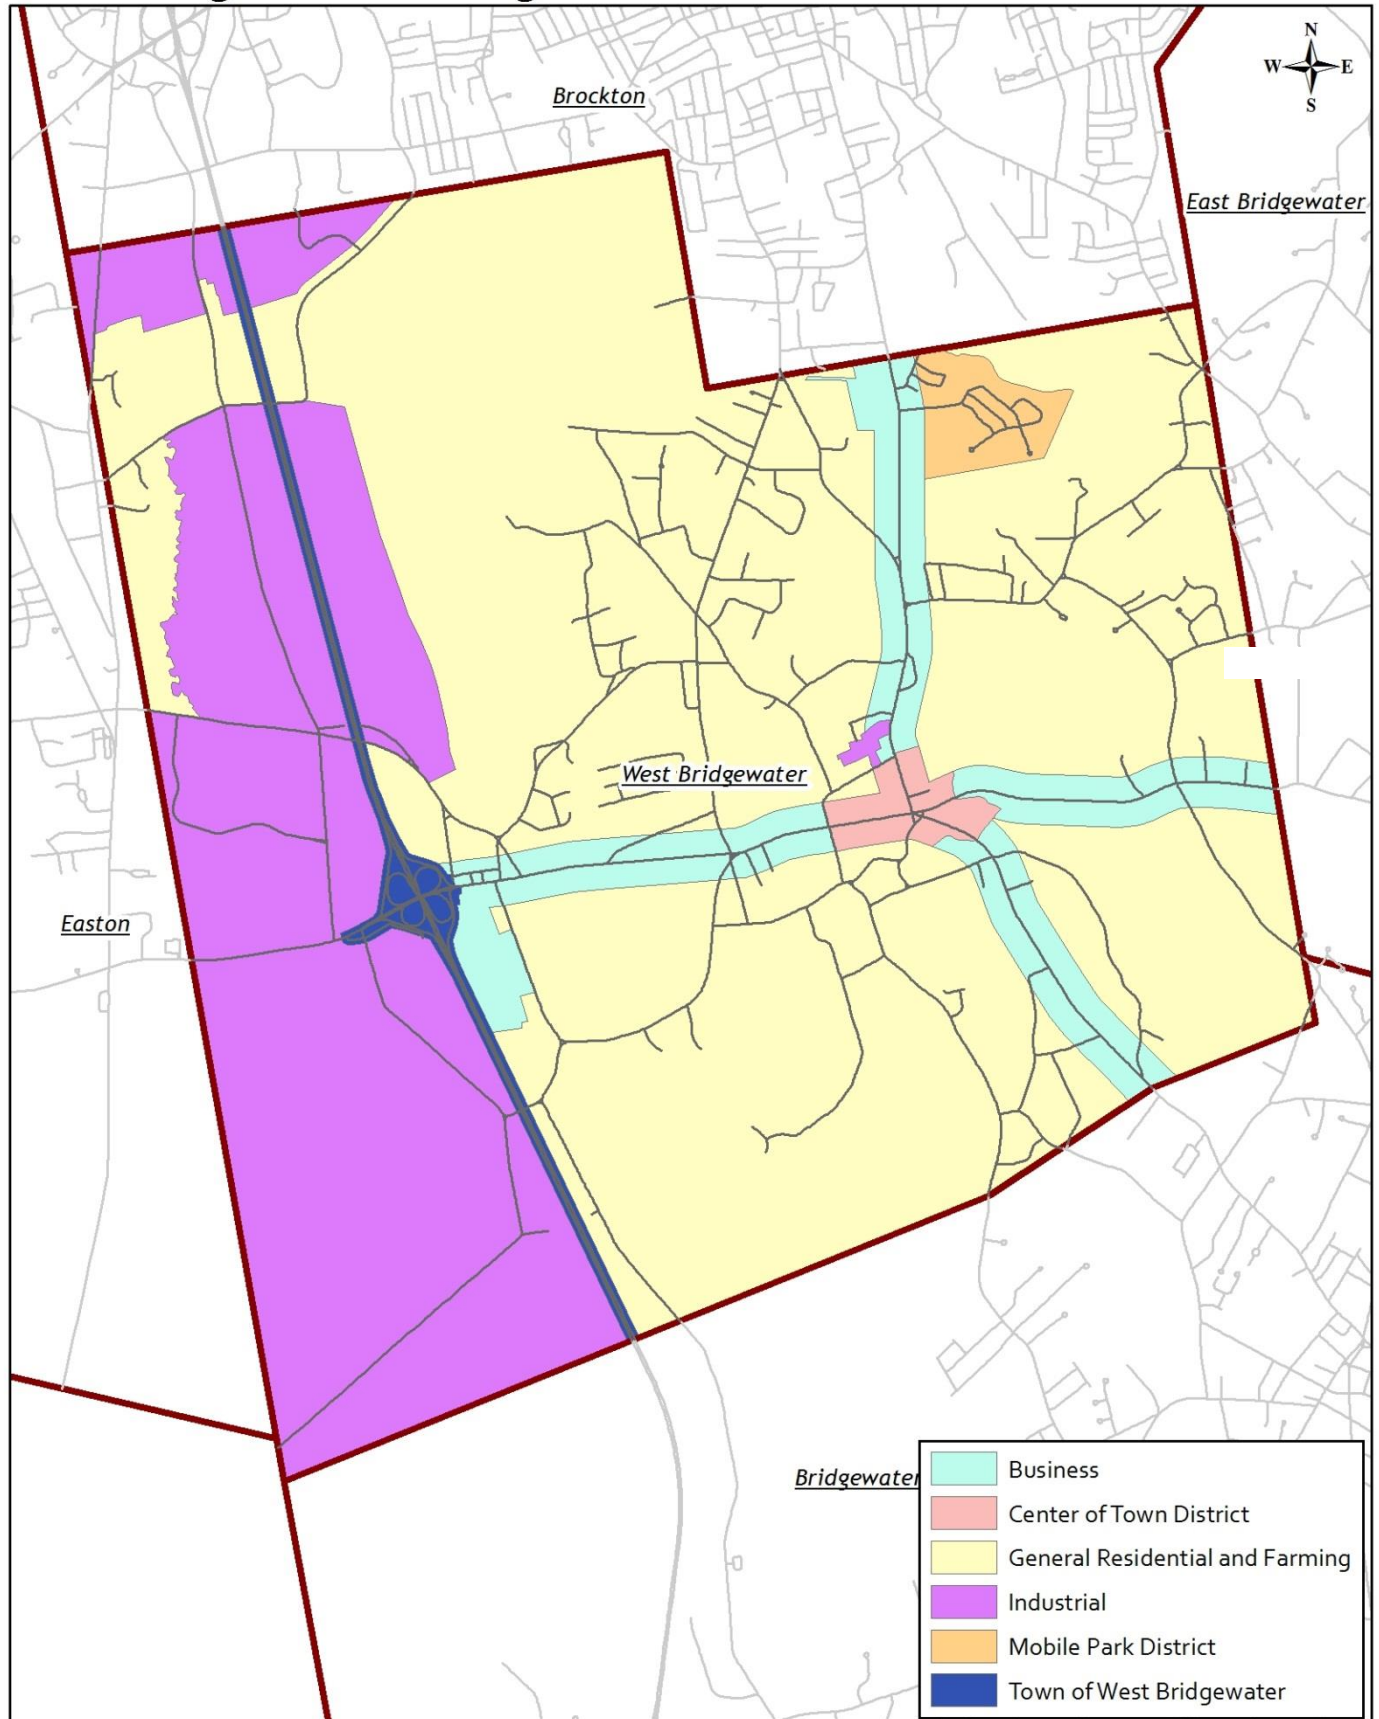 N
W E
S
Brockton
East Bridgewater
West Bridgewater
Easton
Bridgewater
Business
Center of Town District
General Residential and Farming
Industrial
Mobile Park District
Town of West Bridgewater